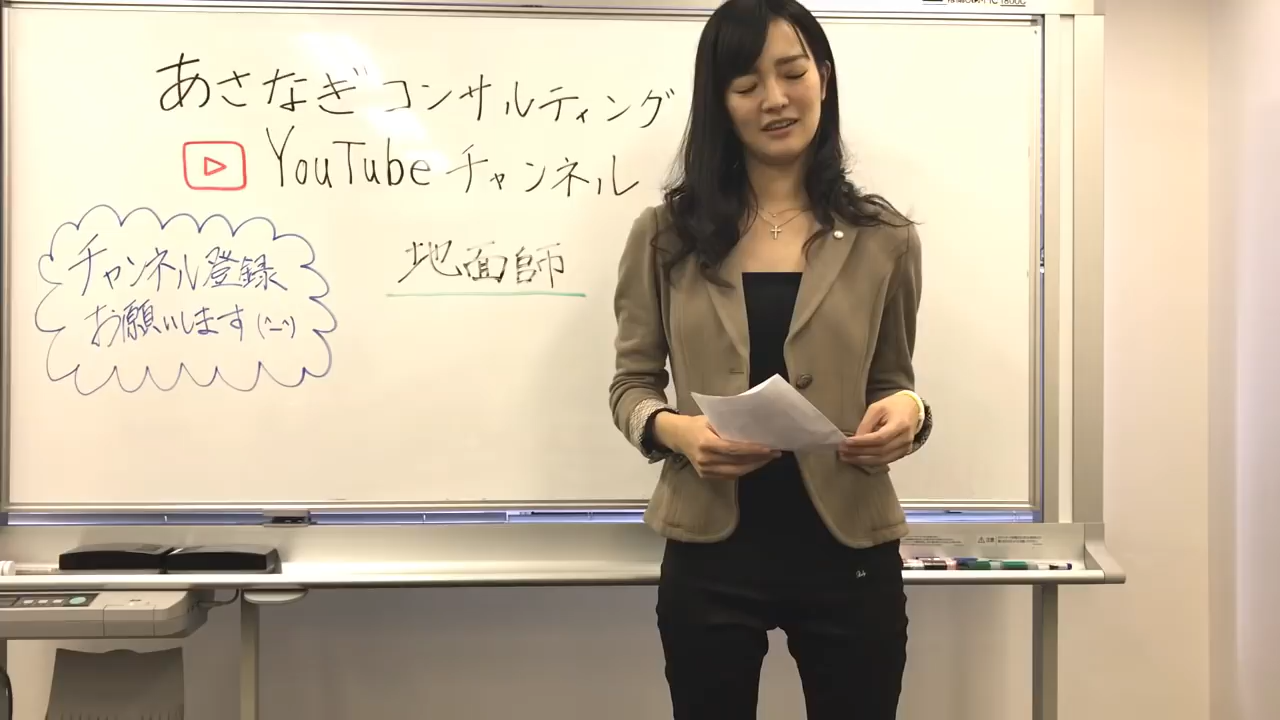 あさなぎコンサルティング
YouTubeチャンネル
チャンネル登録
お願いします(^-^)
地面師